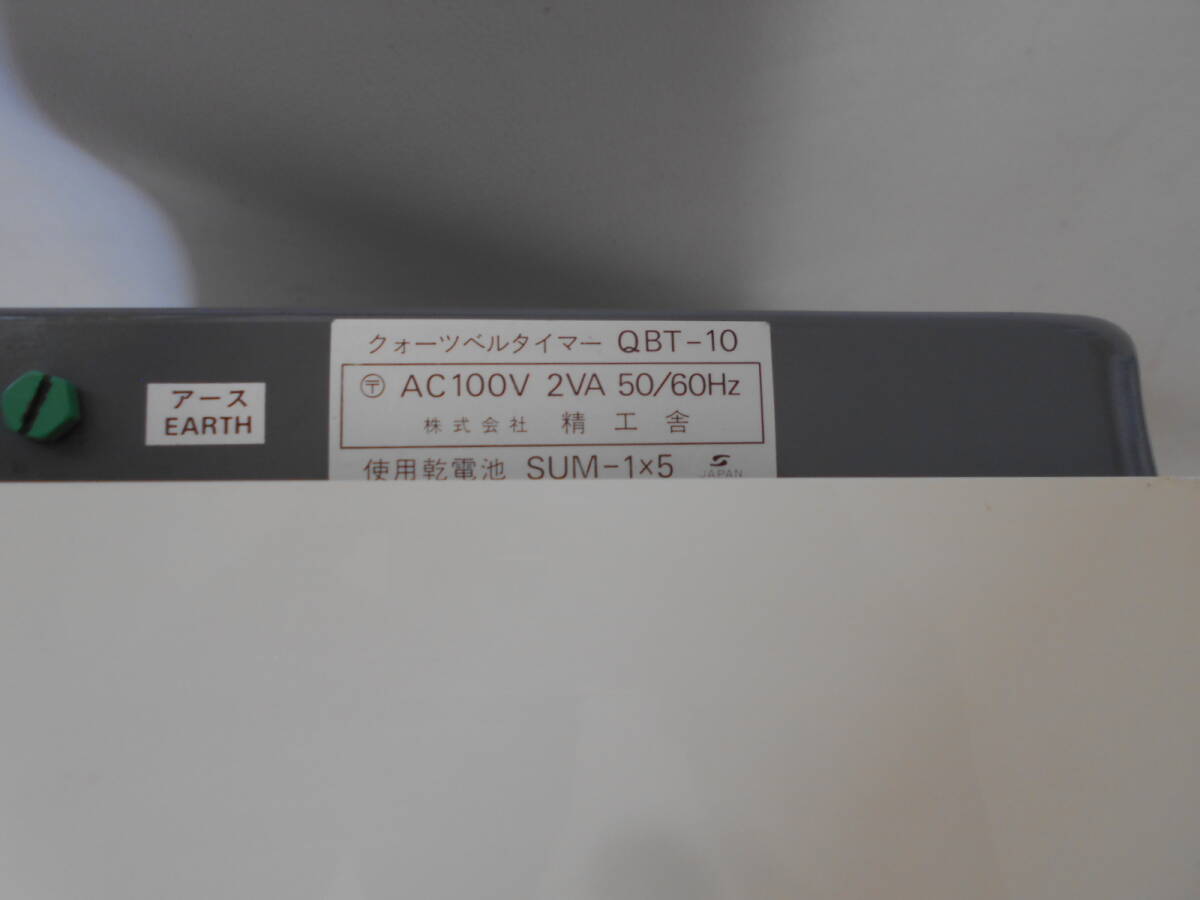 アース
EARTH
クォーツベルタイマー QBT-10
〒 AC100V 2VA 50/60Hz
株式会社 精工舎
使用乾電池 SUM-1×5
JAPAN